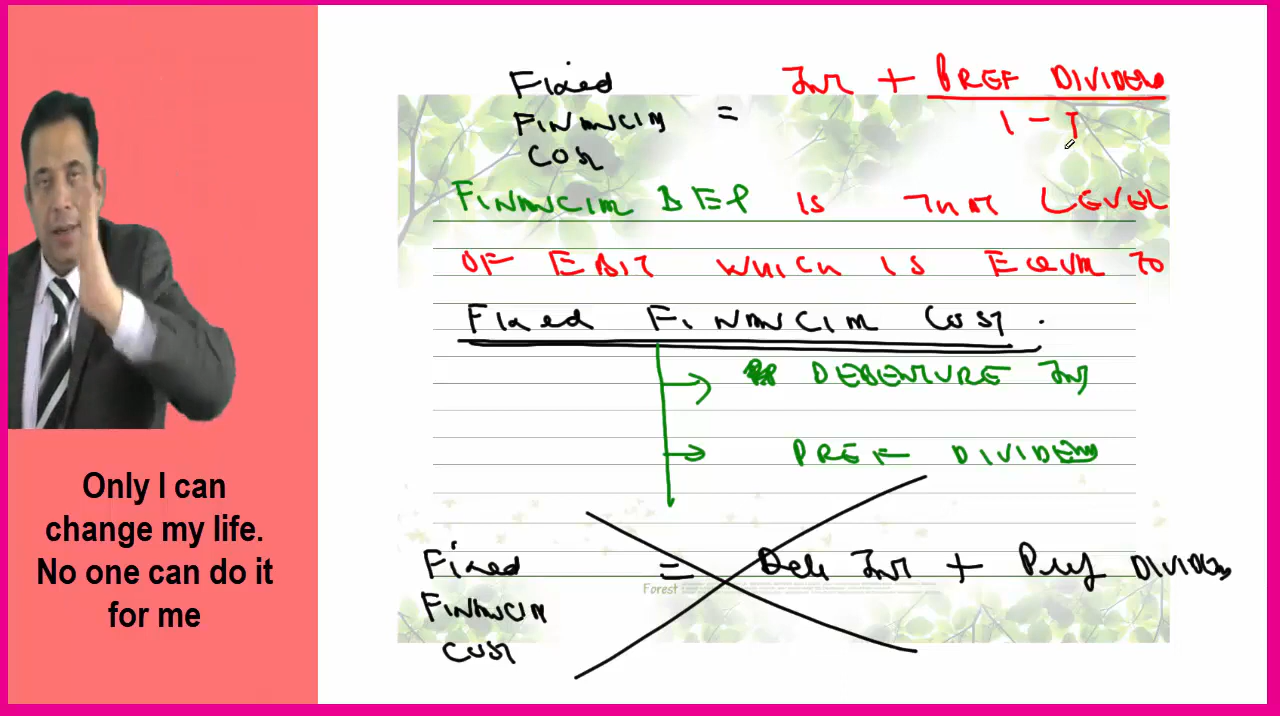 Only I can
change my life.
No one can do it
for me
Fixed
FINANCIAL = Int + PREF DIVIDEND
COST 1 - T
FINANCIAL BEP IS THAT LEVEL
OF EBIT WHICH IS EQUAL TO
Fixed FINANCIAL COST.
DEBENTURE Int
PREF DIVIDEND
Fixed = Deb Int + Pref DIVIDEND
FINANCIAL
COST
Forest